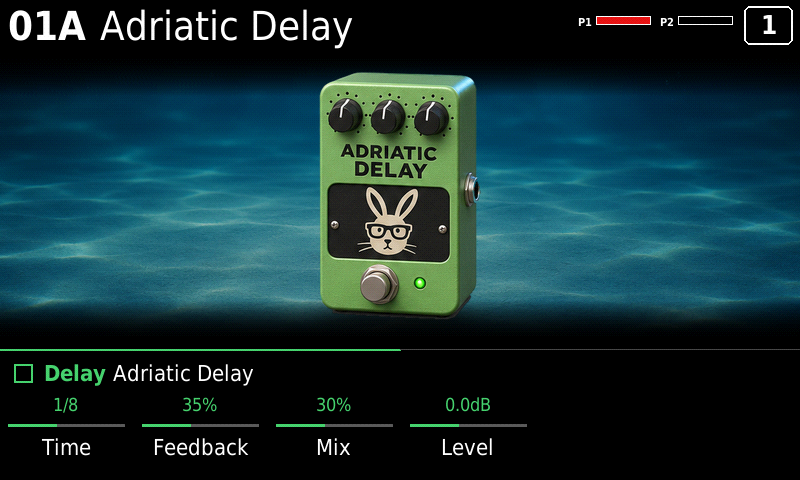 01A Adriatic Delay
P1
P2
1
ADRIATIC
DELAY
Delay Adriatic Delay
1/8
35%
30%
0.0dB
Time
Feedback
Mix
Level